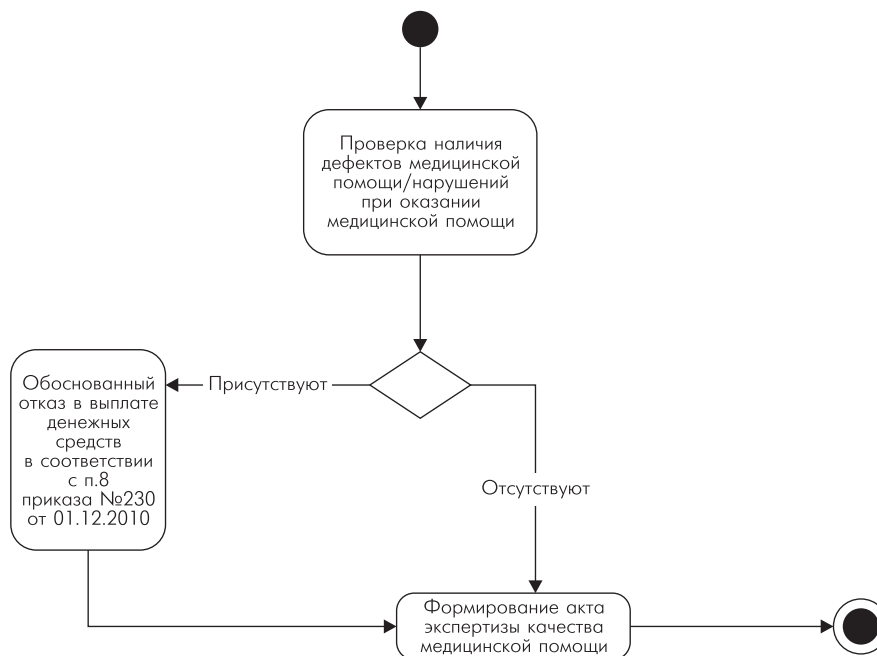 Проверка наличия
дефектов медицинской
помощи/нарушений
при оказании
медицинской помощи
Присутствуют
Обоснованный
отказ в выплате
денежных
средств
в соответствии
с п.8
приказа №230
от 01.12.2010
Отсутствуют
Формирование акта
экспертизы качества
медицинской помощи